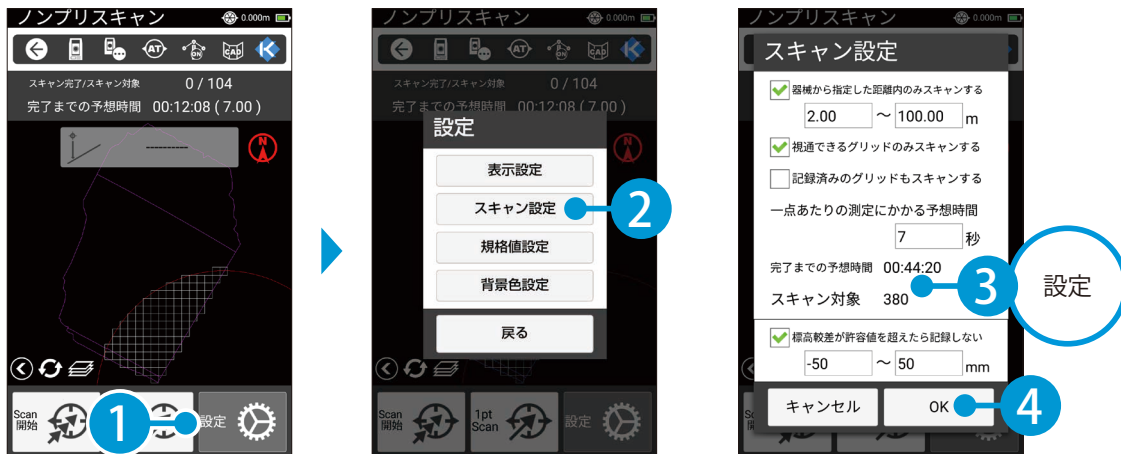 ノンプリスキャン
0.000m
AT
ON
CAD
スキャン完了/スキャン対象 0 / 104
完了までの予想時間 00:12:08 ( 7.00 )
---------
N
Scan
開始
1
設定
ノンプリスキャン
0.000m
AT
ON
CAD
スキャン完了/スキャン対象 0 / 104
完了までの予想時間 00:12:08 ( 7.00 )
設定
表示設定
スキャン設定
2
規格値設定
背景色設定
戻る
N
Scan
開始
1pt
Scan
設定
ノンプリスキャン
0.000m
スキャン設定
器械から指定した距離内のみスキャンする
2.00 ～ 100.00 m
視通できるグリッドのみスキャンする
記録済みのグリッドもスキャンする
一点あたりの測定にかかる予想時間
7 秒
完了までの予想時間 00:44:20
スキャン対象 380
3
設定
標高較差が許容値を超えたら記録しない
-50 ～ 50 mm
キャンセル
OK
4